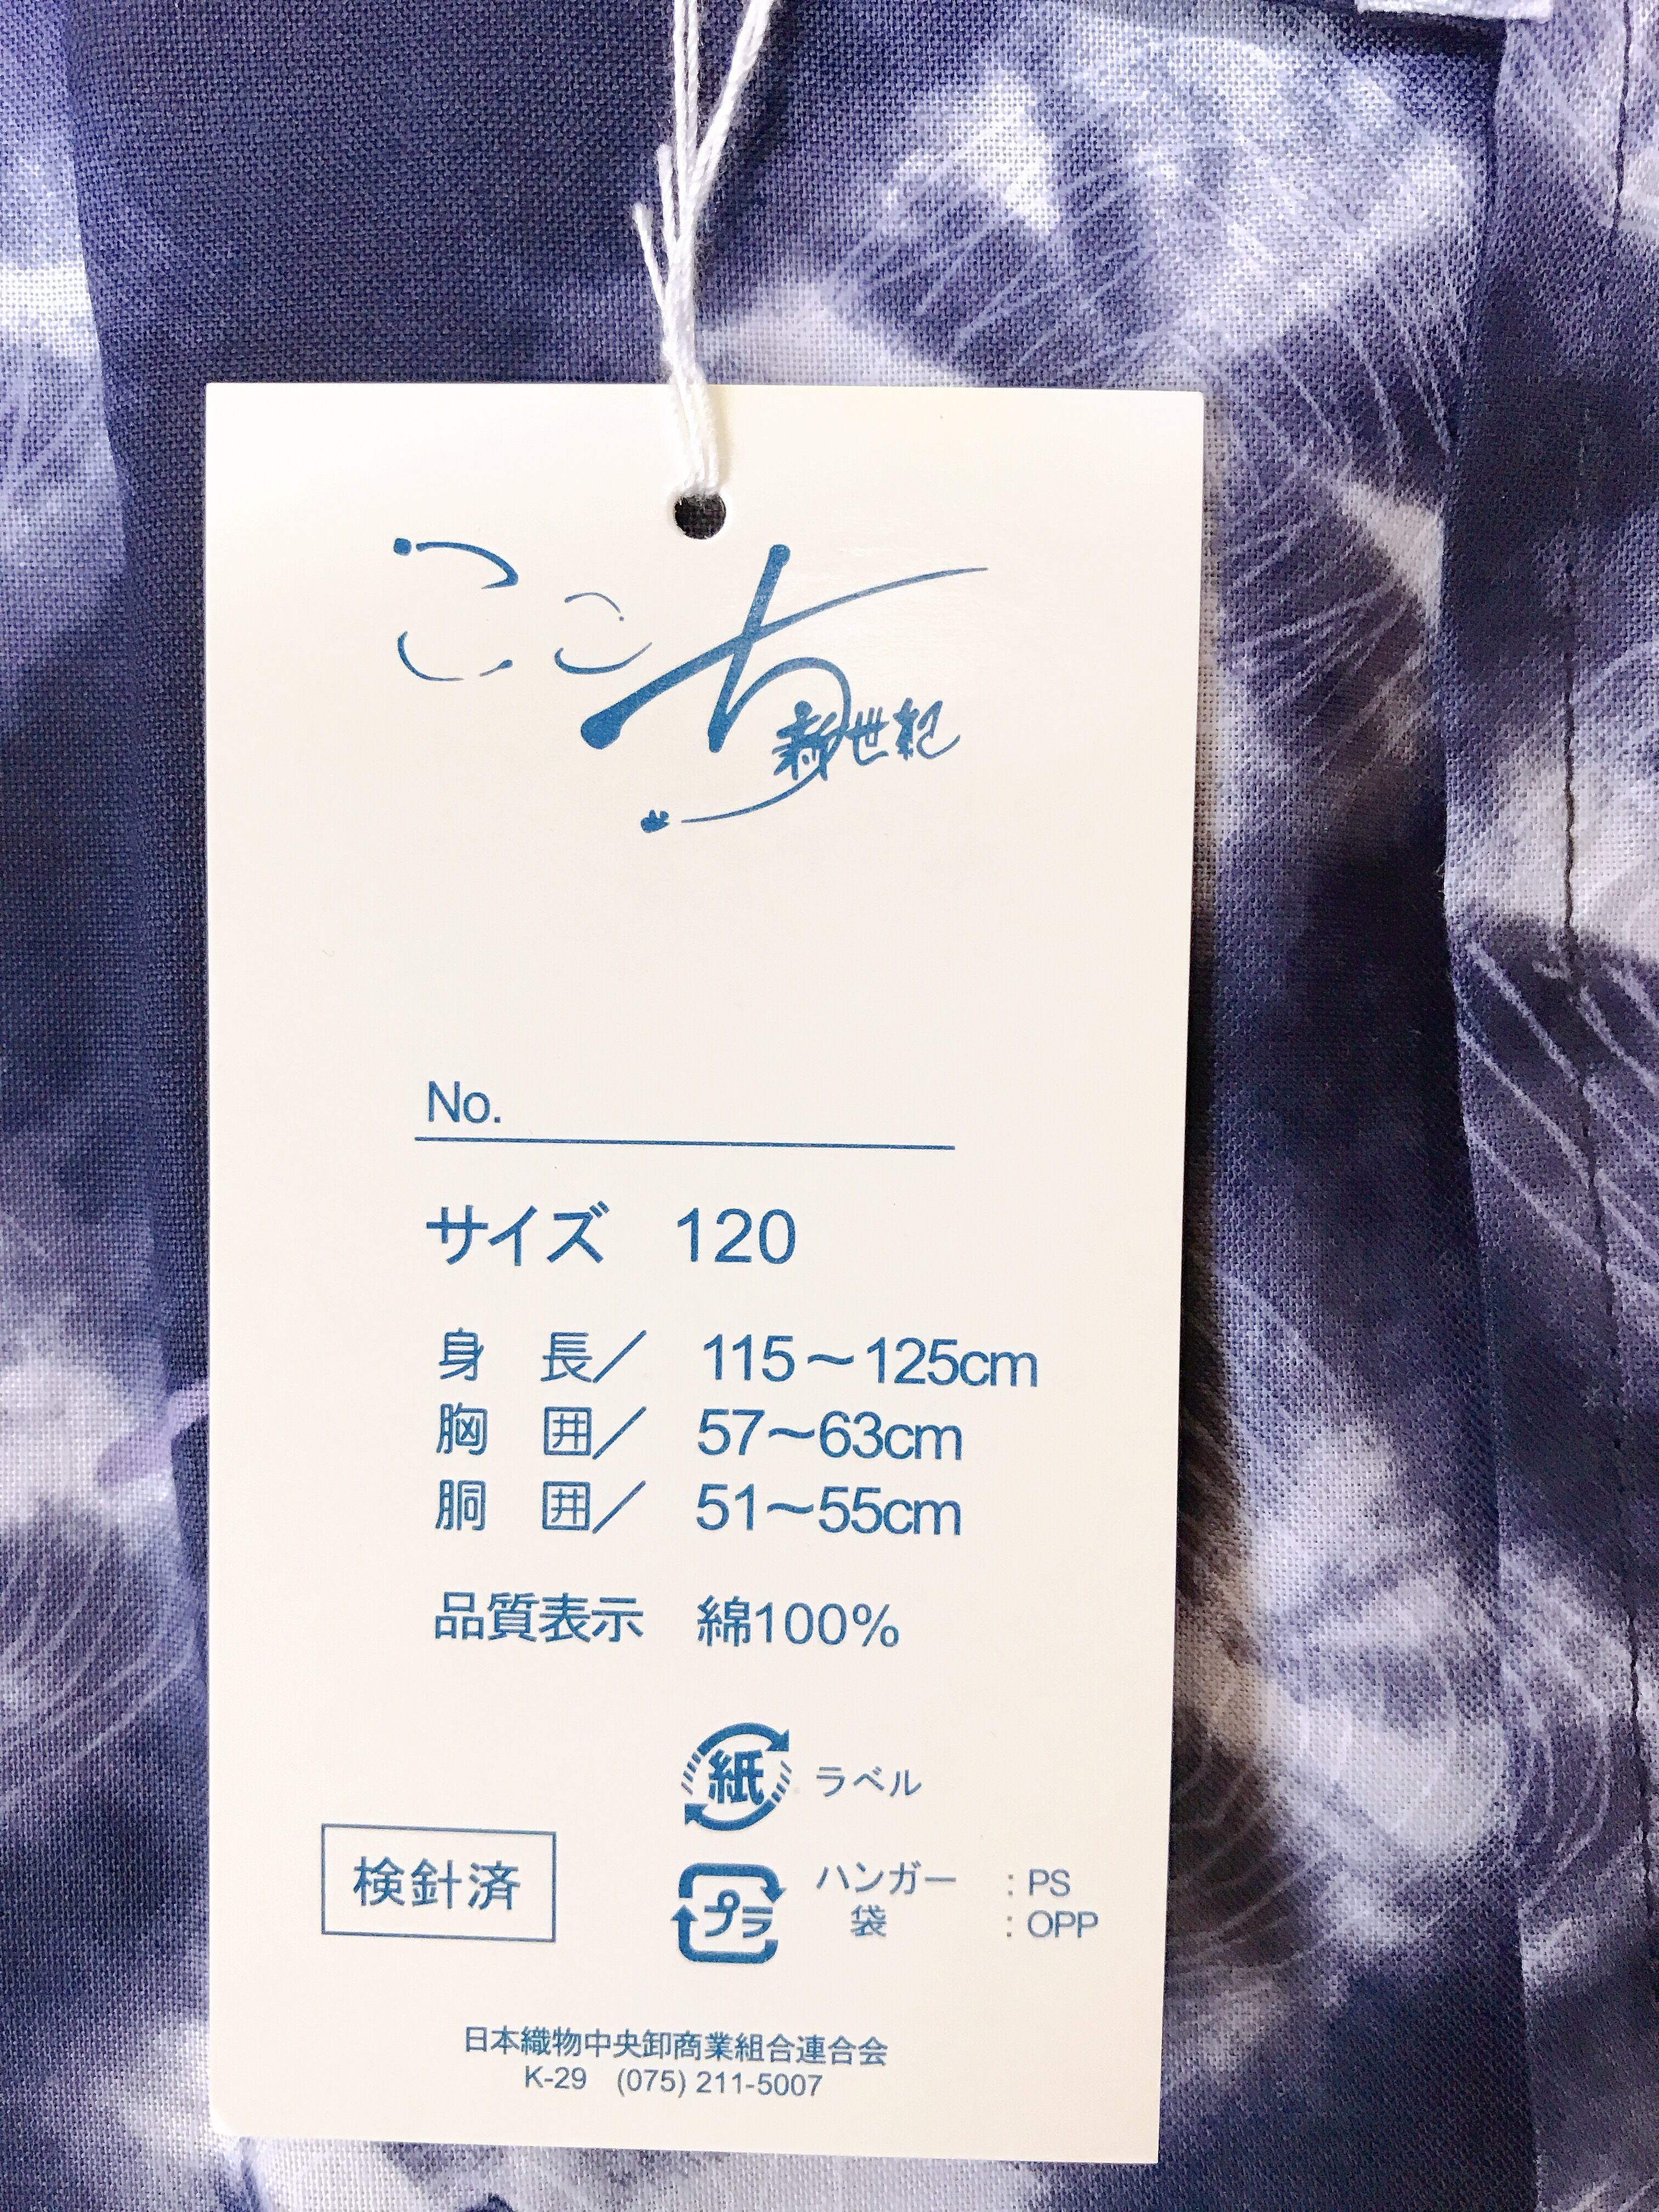 ここち
新世紀
No.
サイズ 120
身 長／ 115～125cm
胸 囲／ 57～63cm
胴 囲／ 51～55cm
品質表示 綿100%
紙 ラベル
検針済
プラ ハンガー : PS
袋 : OPP
日本織物中央卸商業組合連合会
K-29 (075) 211-5007